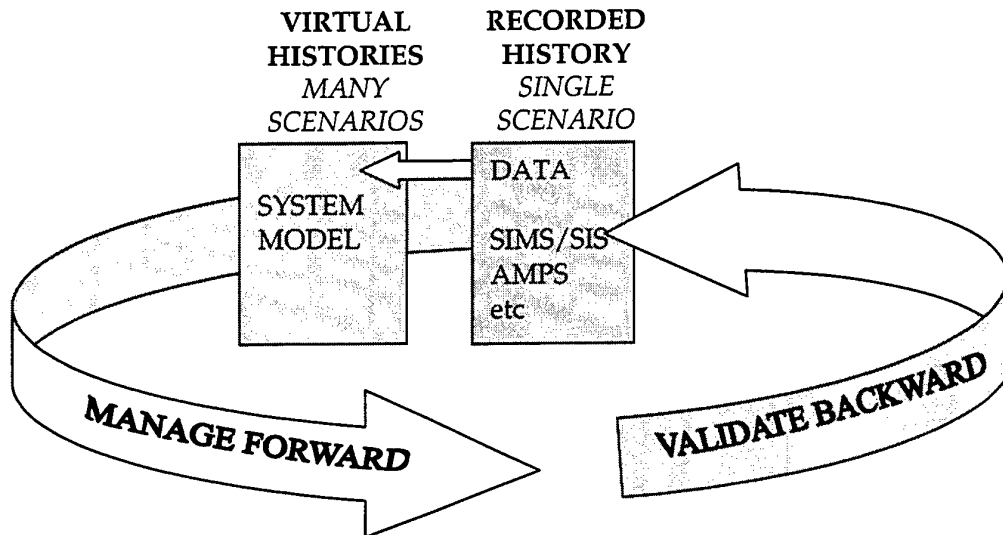 VIRTUAL
HISTORIES
MANY
SCENARIOS
RECORDED
HISTORY
SINGLE
SCENARIO
SYSTEM
MODEL
DATA
SIMS/SIS
AMPS
etc
MANAGE FORWARD
VALIDATE BACKWARD